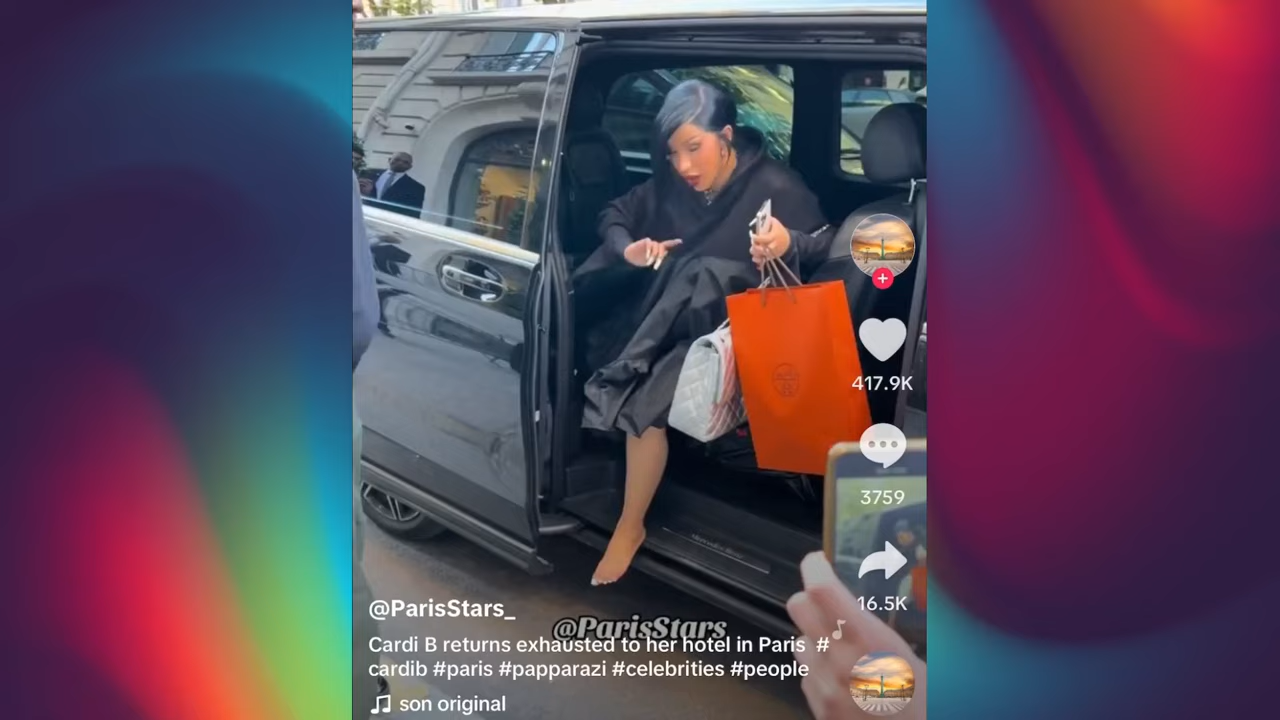 417.9K
3759
16.5K
@ParisStars_
@ParisStars
Cardi B returns exhausted to her hotel in Paris #
cardib #paris #papparazi #celebrities #people
son original